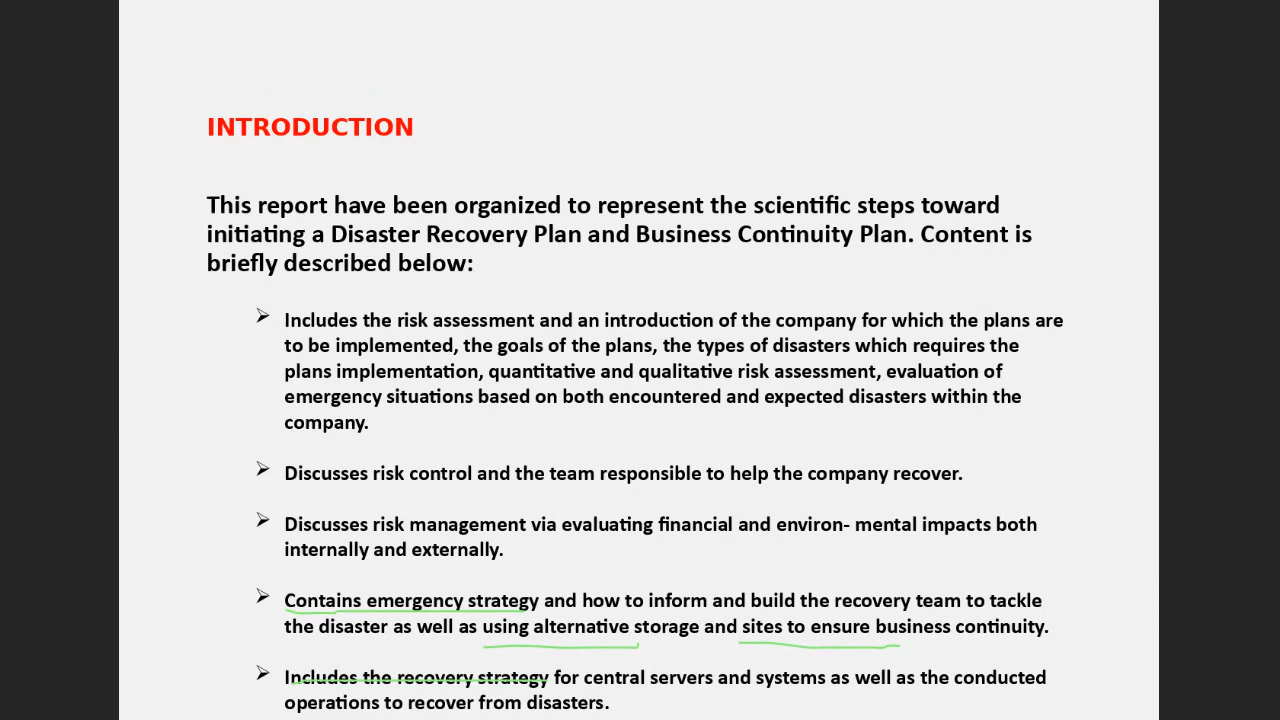 INTRODUCTION
This report have been organized to represent the scientific steps toward
initiating a Disaster Recovery Plan and Business Continuity Plan. Content is
briefly described below:
Includes the risk assessment and an introduction of the company for which the plans are
to be implemented, the goals of the plans, the types of disasters which requires the
plans implementation, quantitative and qualitative risk assessment, evaluation of
emergency situations based on both encountered and expected disasters within the
company.
Discusses risk control and the team responsible to help the company recover.
Discusses risk management via evaluating financial and environ- mental impacts both
internally and externally.
Contains emergency strategy and how to inform and build the recovery team to tackle
the disaster as well as using alternative storage and sites to ensure business continuity.
Includes the recovery strategy for central servers and systems as well as the conducted
operations to recover from disasters.